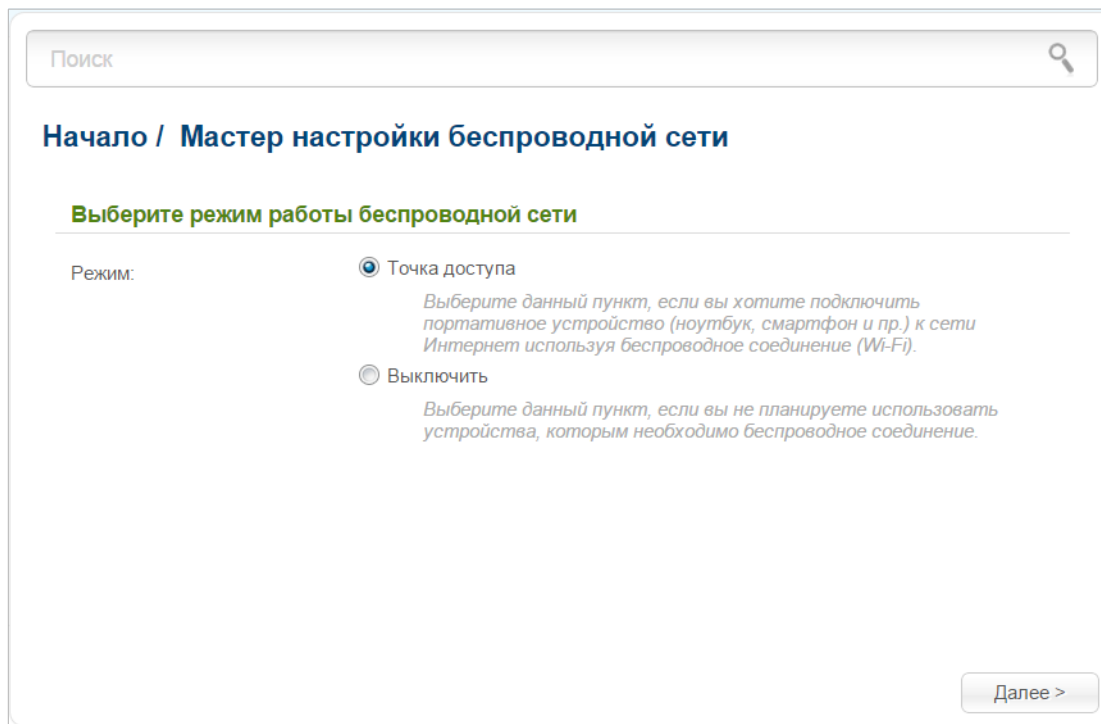 Поиск
Начало / Мастер настройки беспроводной сети
Выберите режим работы беспроводной сети
Режим:
Точка доступа
Выберите данный пункт, если вы хотите подключить
портативное устройство (ноутбук, смартфон и пр.) к сети
Интернет используя беспроводное соединение (Wi-Fi).
Выключить
Выберите данный пункт, если вы не планируете использовать
устройства, которым необходимо беспроводное соединение.
Далее >